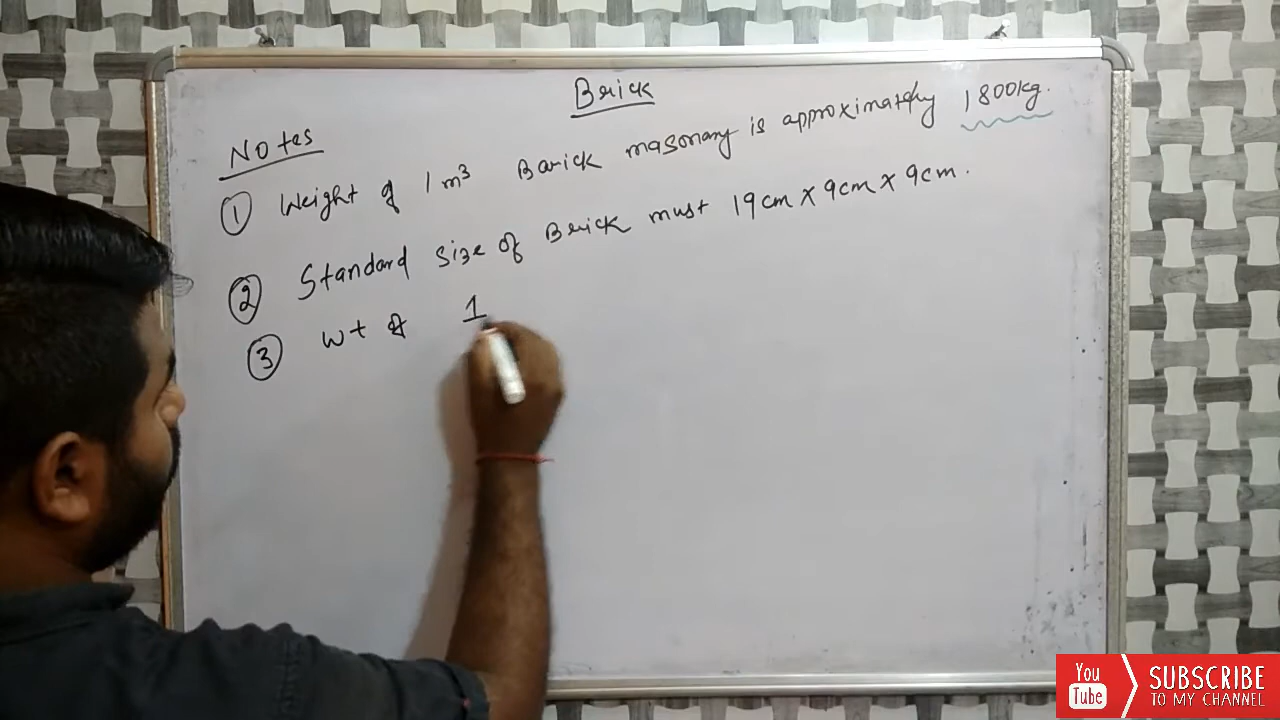 Brick
Notes
① Weight of 1 m³ Barick masonary is approximately 1800kg.
② Standard size of Brick must 19cm x 9cm x 9cm.
③ wt of 1
You Tube
SUBSCRIBE
TO MY CHANNEL